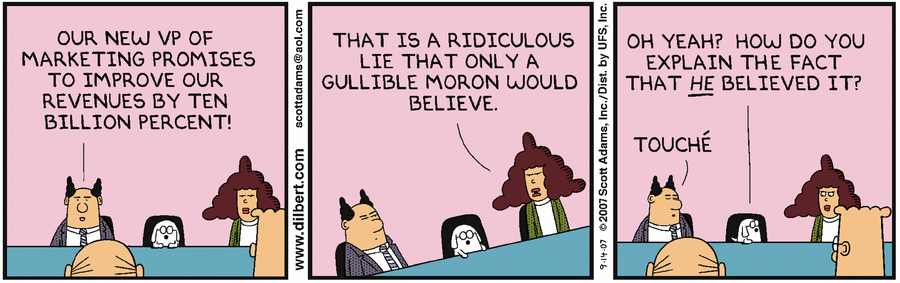 OUR NEW VP OF
MARKETING PROMISES
TO IMPROVE OUR
REVENUES BY TEN
BILLION PERCENT!
www.dilbert.com
scottadams@aol.com
THAT IS A RIDICULOUS
LIE THAT ONLY A
GULLIBLE MORON WOULD
BELIEVE.
9-14-07
© 2007 Scott Adams, Inc./Dist. by UFS, Inc.
OH YEAH? HOW DO YOU
EXPLAIN THE FACT
THAT HE BELIEVED IT?
TOUCHÉ